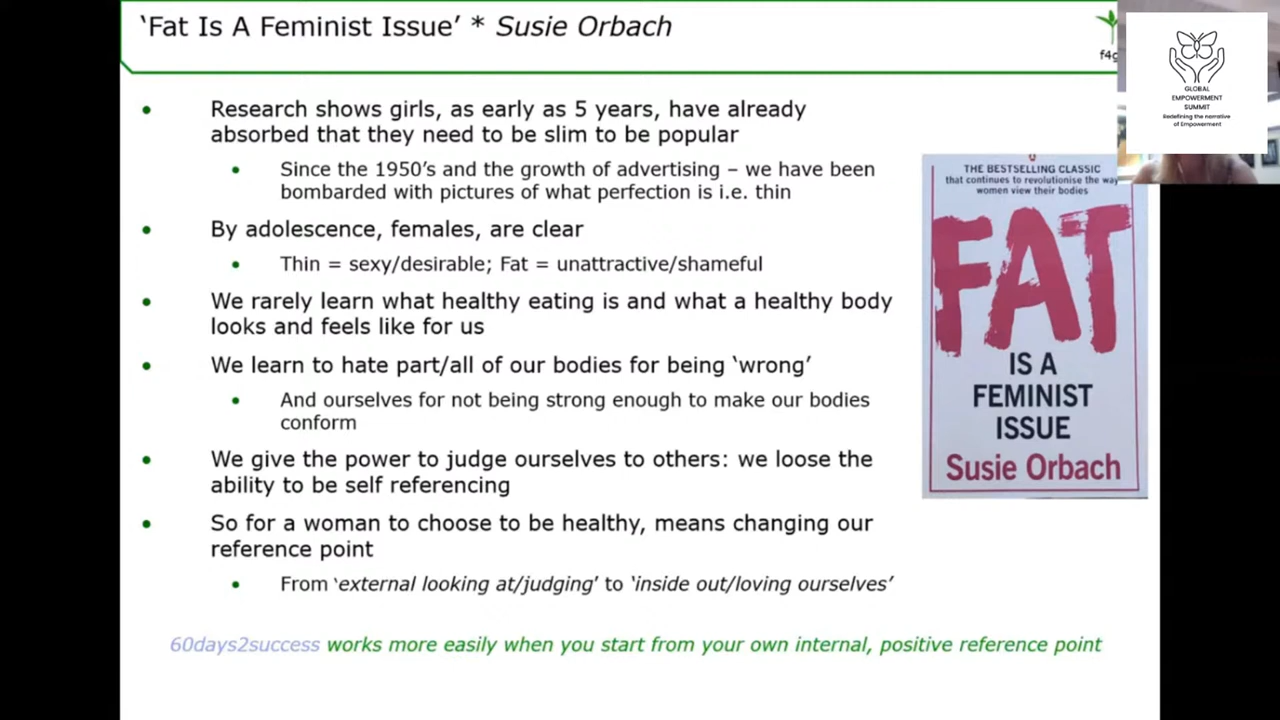 ‘Fat Is A Feminist Issue’ * Susie Orbach
f4g
GLOBAL
EMPOWERMENT
SUMMIT
Redefining the narrative
of Empowerment
Research shows girls, as early as 5 years, have already
absorbed that they need to be slim to be popular
Since the 1950’s and the growth of advertising – we have been
bombarded with pictures of what perfection is i.e. thin
By adolescence, females, are clear
Thin = sexy/desirable; Fat = unattractive/shameful
We rarely learn what healthy eating is and what a healthy body
looks and feels like for us
We learn to hate part/all of our bodies for being ‘wrong’
And ourselves for not being strong enough to make our bodies
conform
We give the power to judge ourselves to others: we loose the
ability to be self referencing
So for a woman to choose to be healthy, means changing our
reference point
From ‘external looking at/judging’ to ‘inside out/loving ourselves’
THE BESTSELLING CLASSIC
that continues to revolutionise the way
women view their bodies
FAT
IS A
FEMINIST
ISSUE
Susie Orbach
60days2success works more easily when you start from your own internal, positive reference point